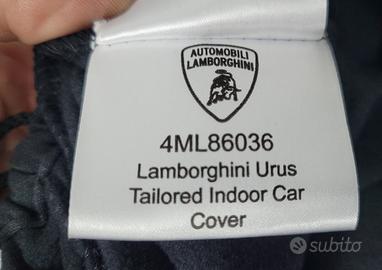 AUTOMOBILI
LAMBORGHINI
4ML86036
Lamborghini Urus
Tailored Indoor Car
Cover
subito